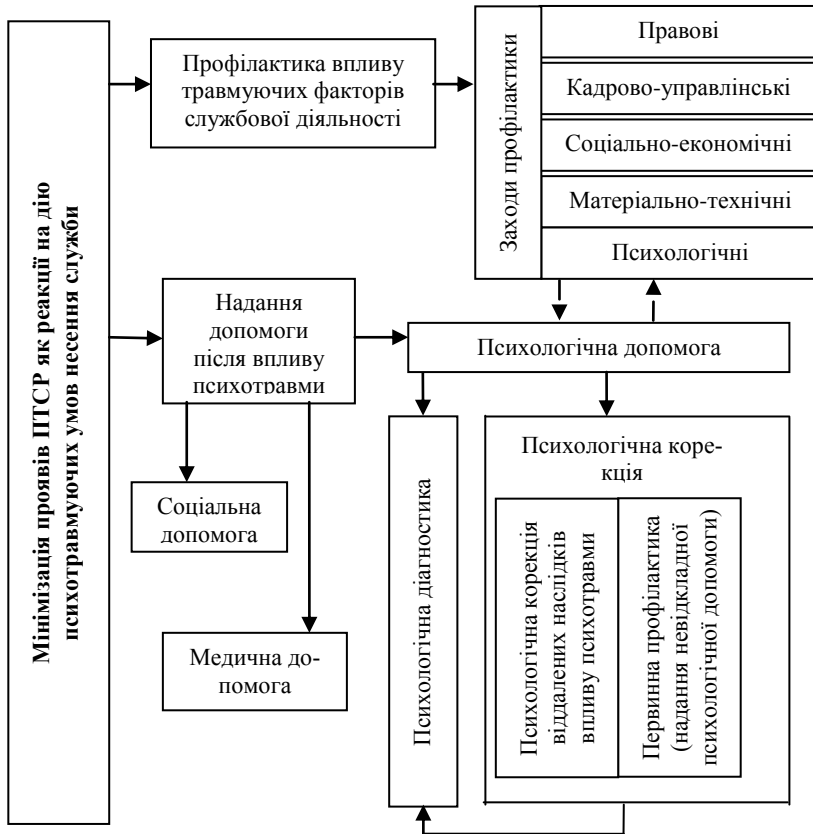 Мінімізація проявів ПТСР як реакції на дію
психотравмуючих умов несення служби
Профілактика впливу
травмуючих факторів
службової діяльності
Заходи профілактики
Правові
Кадрово-управлінські
Соціально-економічні
Матеріально-технічні
Психологічні
Надання
допомоги
після впливу
психотравми
Психологічна допомога
Соціальна
допомога
Медична до-
помога
Психологічна діагностика
Психологічна коре-
кція
Психологічна корекція
віддалених наслідків
впливу психотравми
Первинна профілактика
(надання невідкладної
психологічної допомоги)